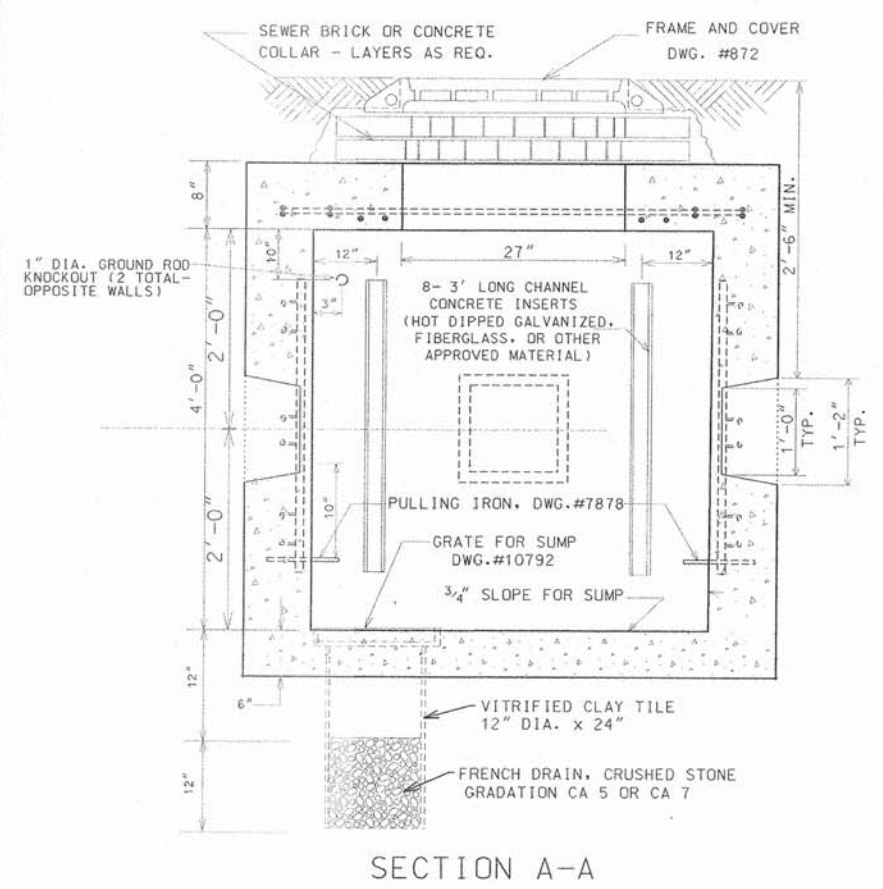 SEWER BRICK OR CONCRETE
COLLAR - LAYERS AS REQ.
FRAME AND COVER
DWG. #872
8"
2'-6" MIN.
1" DIA. GROUND ROD
KNOCKOUT (2 TOTAL-
OPPOSITE WALLS)
10"
12"
27"
12"
3"
8- 3' LONG CHANNEL
CONCRETE INSERTS
(HOT DIPPED GALVANIZED,
FIBERGLASS, OR OTHER
APPROVED MATERIAL)
4'-0"
2'-0"
2'-0"
1'-0"
TYP.
1'-2"
TYP.
10"
PULLING IRON, DWG.#7878
GRATE FOR SUMP
DWG.#10792
3/4" SLOPE FOR SUMP
12"
6"
VITRIFIED CLAY TILE
12" DIA. x 24"
12"
FRENCH DRAIN, CRUSHED STONE
GRADATION CA 5 OR CA 7
SECTION A-A